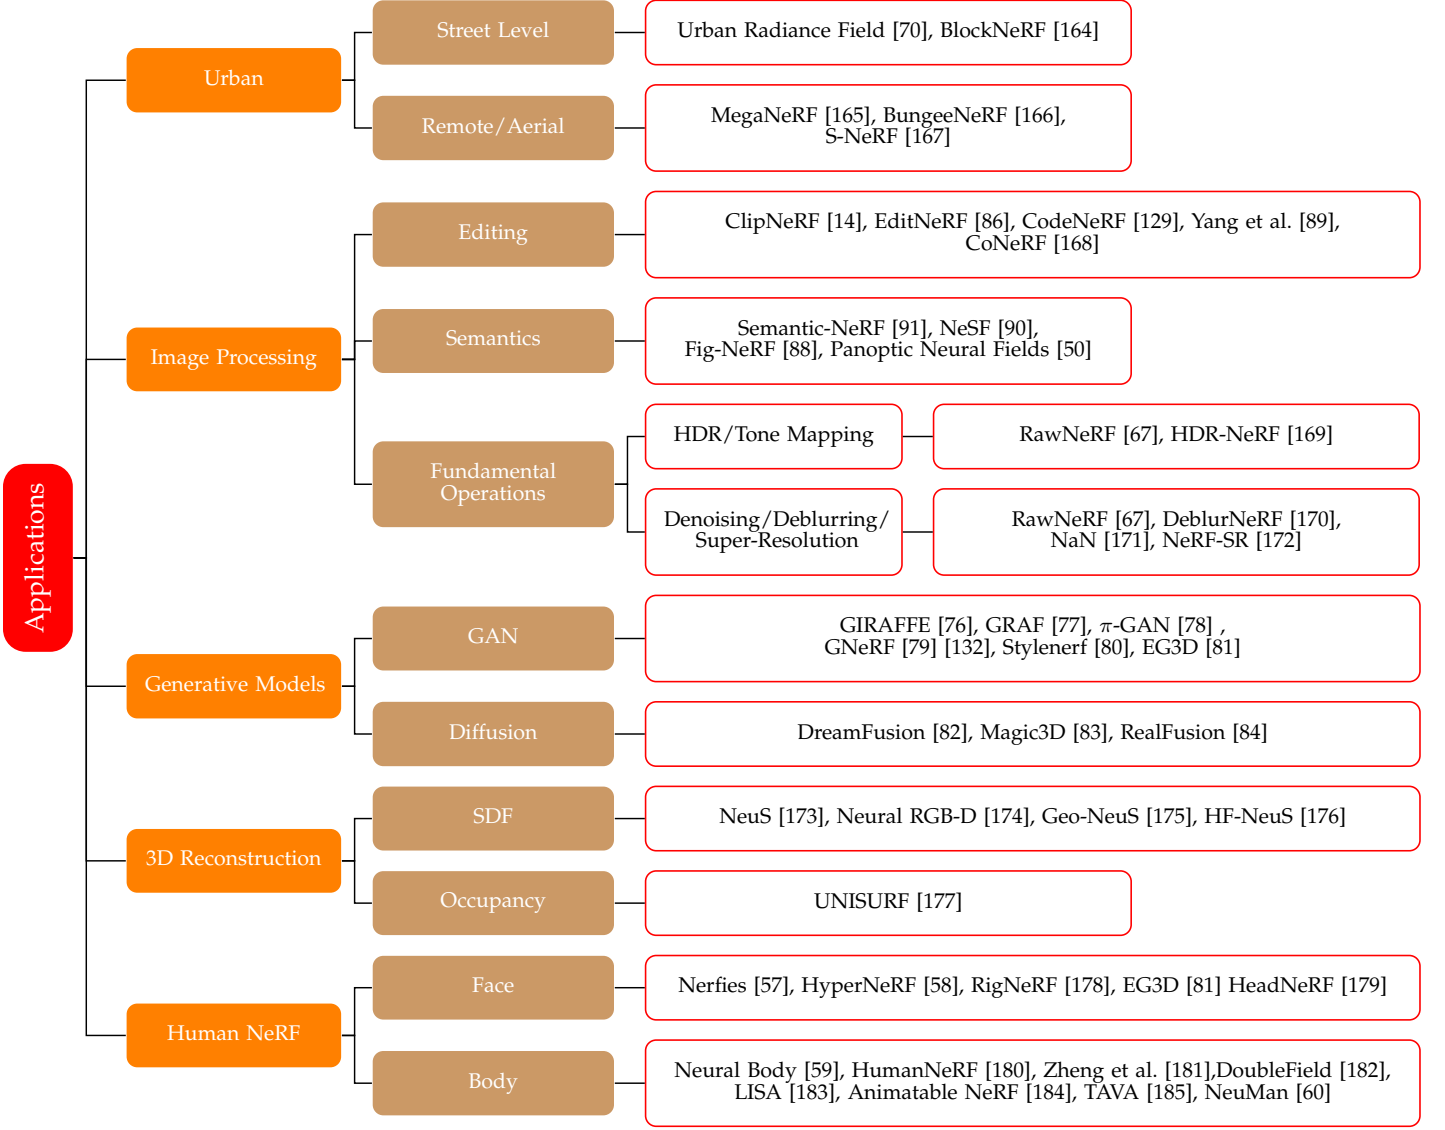 Applications
Urban
Street Level
Urban Radiance Field [70], BlockNeRF [164]
Remote/Aerial
MegaNeRF [165], BungeeNeRF [166],
S-NeRF [167]
Image Processing
Editing
ClipNeRF [14], EditNeRF [86], CodeNeRF [129], Yang et al. [89],
CoNeRF [168]
Semantics
Semantic-NeRF [91], NeSF [90],
Fig-NeRF [88], Panoptic Neural Fields [50]
Fundamental
Operations
HDR/Tone Mapping
RawNeRF [67], HDR-NeRF [169]
Denoising/Deblurring/
Super-Resolution
RawNeRF [67], DeblurNeRF [170],
NaN [171], NeRF-SR [172]
Generative Models
GAN
GIRAFFE [76], GRAF [77], π-GAN [78] ,
GNeRF [79] [132], Stylenerf [80], EG3D [81]
Diffusion
DreamFusion [82], Magic3D [83], RealFusion [84]
3D Reconstruction
SDF
NeuS [173], Neural RGB-D [174], Geo-NeuS [175], HF-NeuS [176]
Occupancy
UNISURF [177]
Human NeRF
Face
Nerfies [57], HyperNeRF [58], RigNeRF [178], EG3D [81] HeadNeRF [179]
Body
Neural Body [59], HumanNeRF [180], Zheng et al. [181],DoubleField [182],
LISA [183], Animatable NeRF [184], TAVA [185], NeuMan [60]